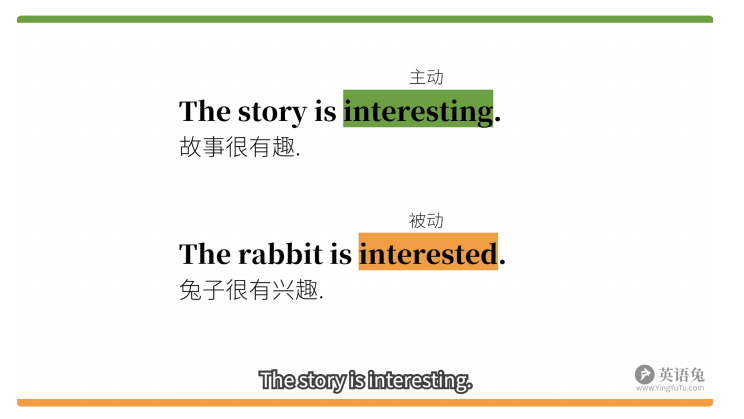 主动
The story is interesting.
故事很有趣.
被动
The rabbit is interested.
兔子很有兴趣.
The story is interesting.
英语兔
www.YingYuTu.com